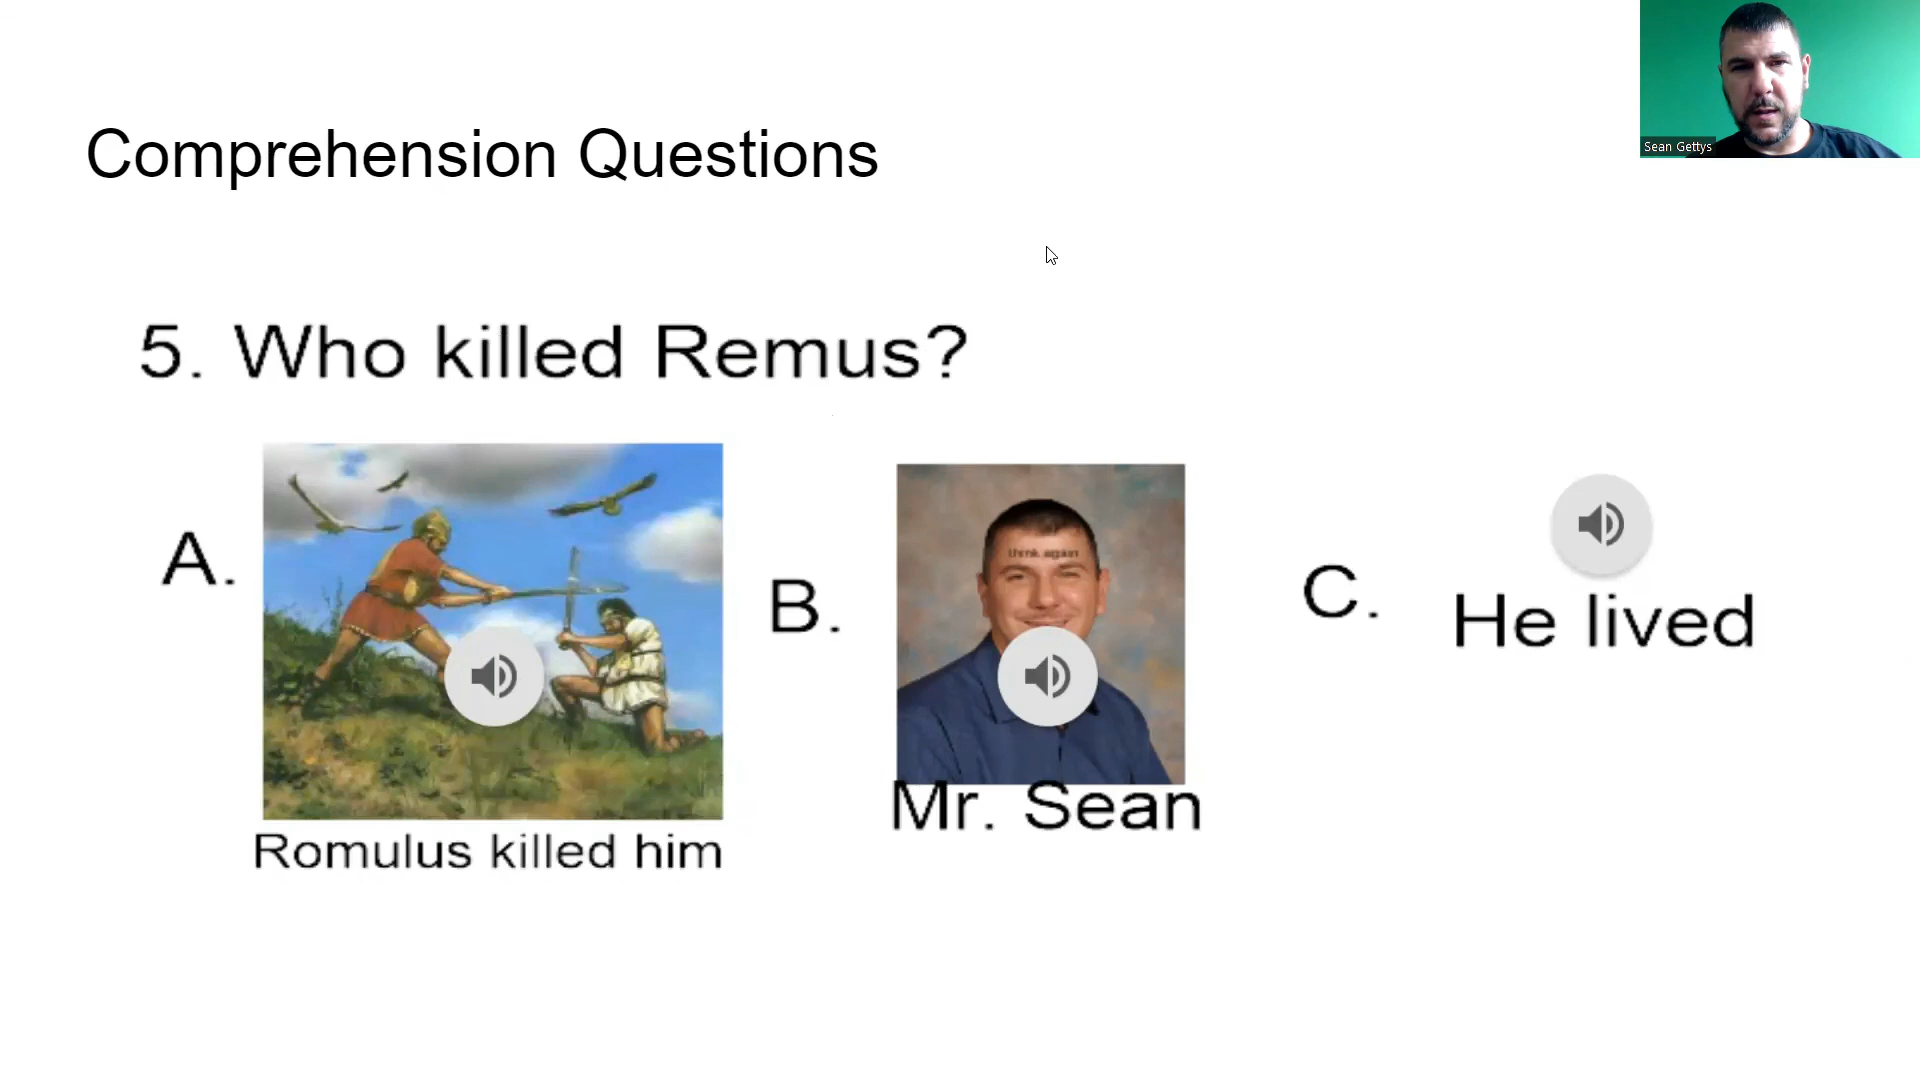 Comprehension Questions
Sean Gettys
5. Who killed Remus?
A.
Romulus killed him
B.
think again
Mr. Sean
C.
He lived